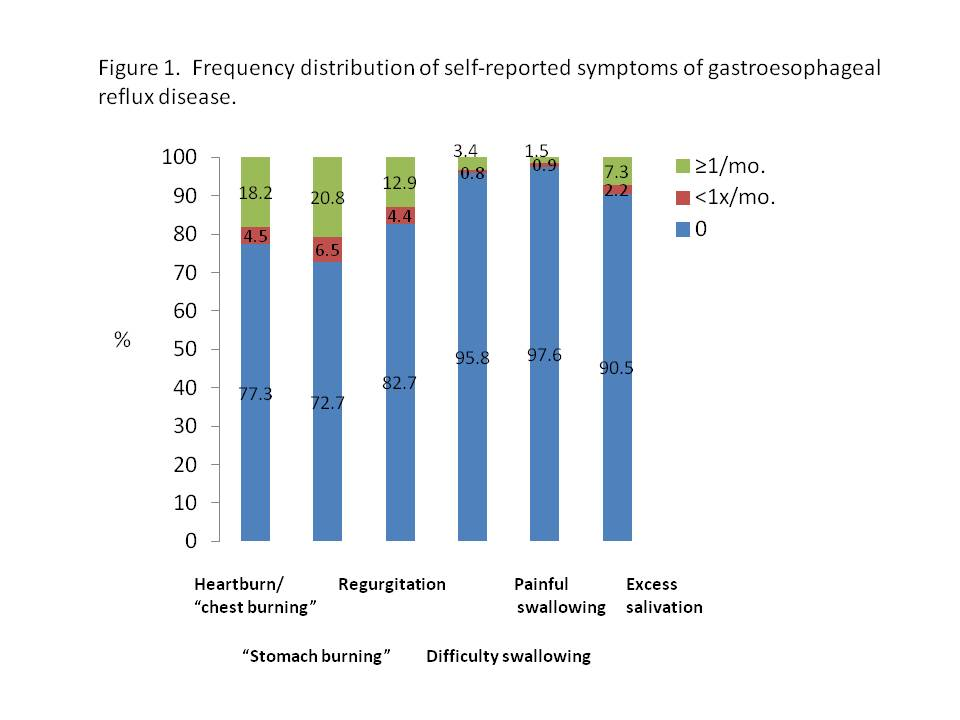 Figure 1.  Frequency distribution of self-reported symptoms of gastroesophageal
reflux disease.
100
90
80
70
60
50
40
30
20
10
0
%
18.2
4.5
77.3
20.8
6.5
72.7
12.9
4.4
82.7
3.4
0.8
95.8
1.5
0.9
97.6
7.3
2.2
90.5
≥1/mo.
<1x/mo.
0
Heartburn/
“chest burning”
“Stomach burning”
Regurgitation
Difficulty swallowing
Painful
swallowing
Excess
salivation